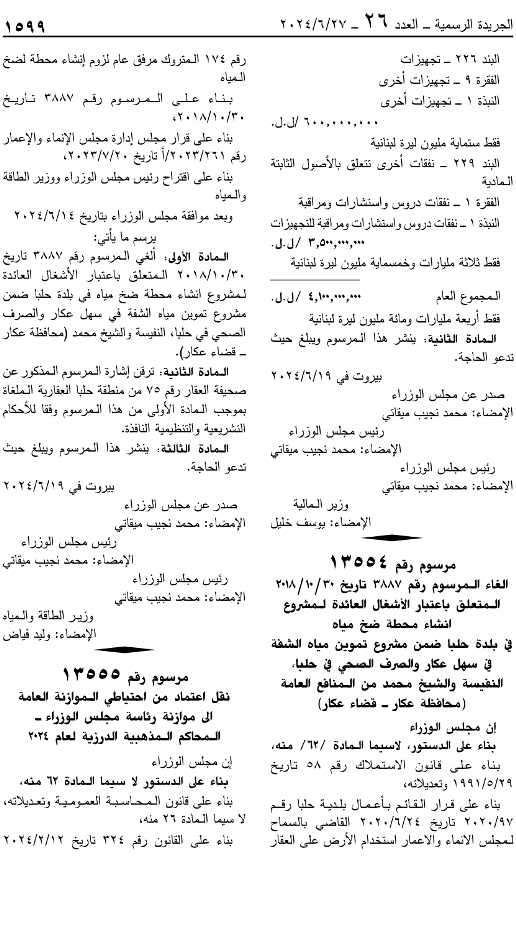 الجريدة الرسمية ــ العدد ٢٦ ــ ٢٠٢٤/٦/٢٧
١٥٩٩
البند ٢٢٦ ــ تجهيزات
الفقرة ٩ ــ تجهيزات أخرى
النبذة ١ ــ تجهيزات أخرى
٦٠٠,٠٠٠,٠٠٠ /ل.ل.
فقط ستماية مليون ليرة لبنانية
البند ٢٢٩ ــ نفقات أخرى تتعلق بالأصول الثابتة
المادية
الفقرة ١ ــ نفقات دروس واستشارات ومراقبة
النبذة ١ ــ نفقات دروس واستشارات ومراقبة للتجهيزات
٣,٥٠٠,٠٠٠,٠٠٠ /ل.ل.
فقط ثلاثة مليارات وخمسماية مليون ليرة لبنانية
المجموع العام ٤,١٠٠,٠٠٠,٠٠٠ /ل.ل.
فقط أربعة مليارات ومائة مليون ليرة لبنانية
المادة الثانية: ينشر هذا المرسوم ويبلغ حيث
تدعو الحاجة.
بيروت في ٢٠٢٤/٦/١٩
صدر عن مجلس الوزراء
الإمضاء: محمد نجيب ميقاتي
رئيس مجلس الوزراء
الإمضاء: محمد نجيب ميقاتي
رئيس مجلس الوزراء
الإمضاء: محمد نجيب ميقاتي
وزير المالية
الإمضاء: يوسف خليل
مرسوم رقم ١٣٥٥٤
الغاء المرسوم رقم ٣٨٨٧ تاريخ ٢٠١٨/١٠/٣٠
المتعلق باعتبار الأشغال العائدة لمشروع
انشاء محطة ضخ مياه
في بلدة حلبا ضمن مشروع تموين مياه الشفة
في سهل عكار والصرف الصحي في حلبا،
النفيسة والشيخ محمد من المنافع العامة
(محافظة عكار ــ قضاء عكار)
إن مجلس الوزراء
بناء على الدستور، لاسيما المادة /٦٢/ منه،
بناء على قانون الاستملاك رقم ٥٨ تاريخ
١٩٩١/٥/٢٩ وتعديلاته،
بناء على قرار القائم بأعمال بلدية حلبا رقم
٢٠٢٠/٩٧ تاريخ ٢٠٢٠/٦/٢٤ القاضي بالسماح
لمجلس الانماء والاعمار استخدام الأرض على العقار
رقم ١٧٤ المتروك مرفق عام لزوم إنشاء محطة لضخ
المياه
بناء على المرسوم رقم ٣٨٨٧ تاريخ
٢٠١٨/١٠/٣٠،
بناء على قرار مجلس إدارة مجلس الإنماء والإعمار
رقم ٢٠٢٣/٢٦١/أ تاريخ ٢٠٢٣/٧/٢٠،
بناء على اقتراح رئيس مجلس الوزراء ووزير الطاقة
والمياه
وبعد موافقة مجلس الوزراء بتاريخ ٢٠٢٤/٦/١٤
يرسم ما يأتي:
المادة الأولى: ألغي المرسوم رقم ٣٨٨٧ تاريخ
٢٠١٨/١٠/٣٠ المتعلق باعتبار الأشغال العائدة
لمشروع انشاء محطة ضخ مياه في بلدة حلبا ضمن
مشروع تموين مياه الشفة في سهل عكار والصرف
الصحي في حلبا، النفيسة والشيخ محمد (محافظة عكار
ــ قضاء عكار).
المادة الثانية: ترقن إشارة المرسوم المذكور عن
صحيفة العقار رقم ٧٥ من منطقة حلبا العقارية الملغاة
بموجب المادة الأولى من هذا المرسوم وفقا للأحكام
التشريعية والتنظيمية النافذة.
المادة الثالثة: ينشر هذا المرسوم ويبلغ حيث
تدعو الحاجة.
بيروت في ٢٠٢٤/٦/١٩
صدر عن مجلس الوزراء
الإمضاء: محمد نجيب ميقاتي
رئيس مجلس الوزراء
الإمضاء: محمد نجيب ميقاتي
رئيس مجلس الوزراء
الإمضاء: محمد نجيب ميقاتي
وزير الطاقة والمياه
الإمضاء: وليد فياض
مرسوم رقم ١٣٥٥٥
نقل اعتماد من احتياطي الموازنة العامة
الى موازنة رئاسة مجلس الوزراء ــ
المحاكم المذهبية الدرزية لعام ٢٠٢٤
إن مجلس الوزراء
بناء على الدستور لا سيما المادة ٦٢ منه،
بناء على قانون المحاسبة العمومية وتعديلاته،
لا سيما المادة ٢٦ منه،
بناء على القانون رقم ٣٢٤ تاريخ ٢٠٢٤/٢/١٢